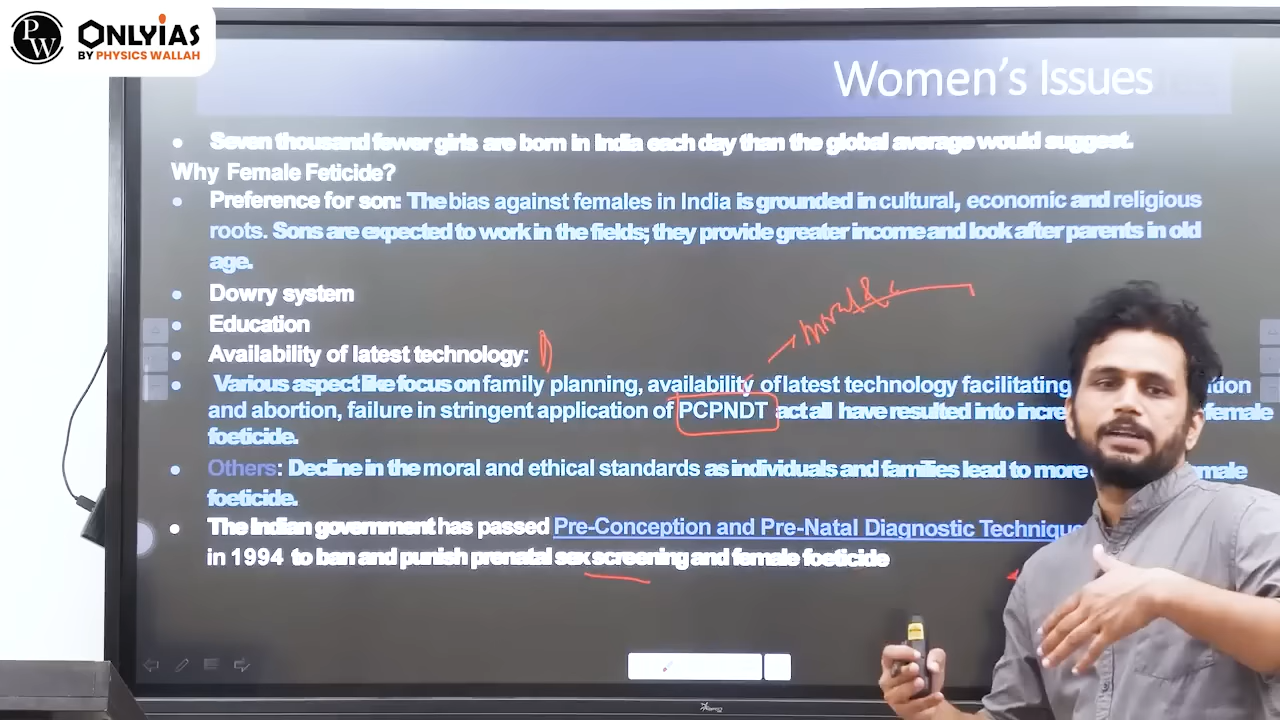 PW
ONLYIAS
BY PHYSICS WALLAH
Women's Issues
• Seven thousand fewer girls are born in India each day than the global average would suggest.
Why Female Feticide?
• Preference for son: The bias against females in India is grounded in cultural, economic and religious
roots. Sons are expected to work in the fields; they provide greater income and look after parents in old
age.
• Dowry system
• Education
• Availability of latest technology:
• Various aspect like focus on family planning, availability of latest technology facilitating
and abortion, failure in stringent application of PCPNDT act all have resulted into female
foeticide.
• Others: Decline in the moral and ethical standards as individuals and families lead to more
foeticide.
• The Indian government has passed Pre-Conception and Pre-Natal Diagnostic
in 1994 to ban and punish prenatal sex screening and female foeticide